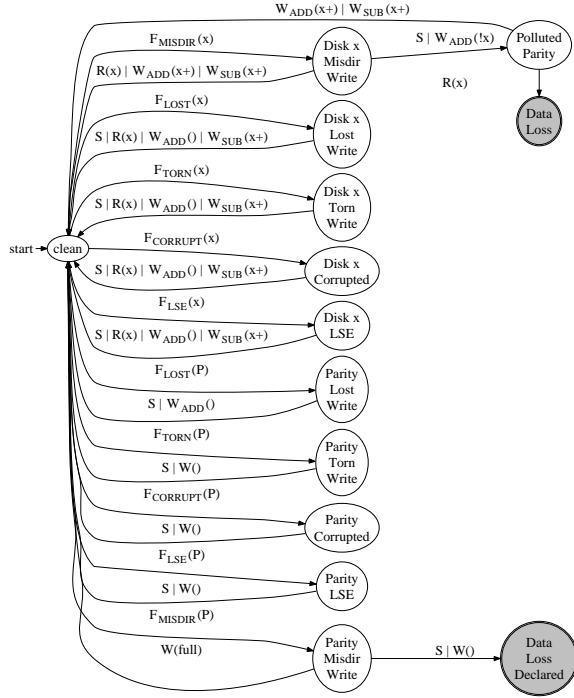 W_ADD(x+) | W_SUB(x+)
F_MISDIR(x)
R(x) | W_ADD(x+) | W_SUB(x+)
Disk x
Misdir
Write
S | W_ADD(!x)
Polluted
Parity
R(x)
Data
Loss
F_LOST(x)
S | R(x) | W_ADD() | W_SUB(x+)
Disk x
Lost
Write
F_TORN(x)
S | R(x) | W_ADD() | W_SUB(x+)
Disk x
Torn
Write
start
clean
F_CORRUPT(x)
S | R(x) | W_ADD() | W_SUB(x+)
Disk x
Corrupted
F_LSE(x)
S | R(x) | W_ADD() | W_SUB(x+)
Disk x
LSE
F_LOST(P)
S | W_ADD()
Parity
Lost
Write
F_TORN(P)
S | W()
Parity
Torn
Write
F_CORRUPT(P)
S | W()
Parity
Corrupted
F_LSE(P)
S | W()
Parity
LSE
F_MISDIR(P)
W(full)
Parity
Misdir
Write
S | W()
Data
Loss
Declared